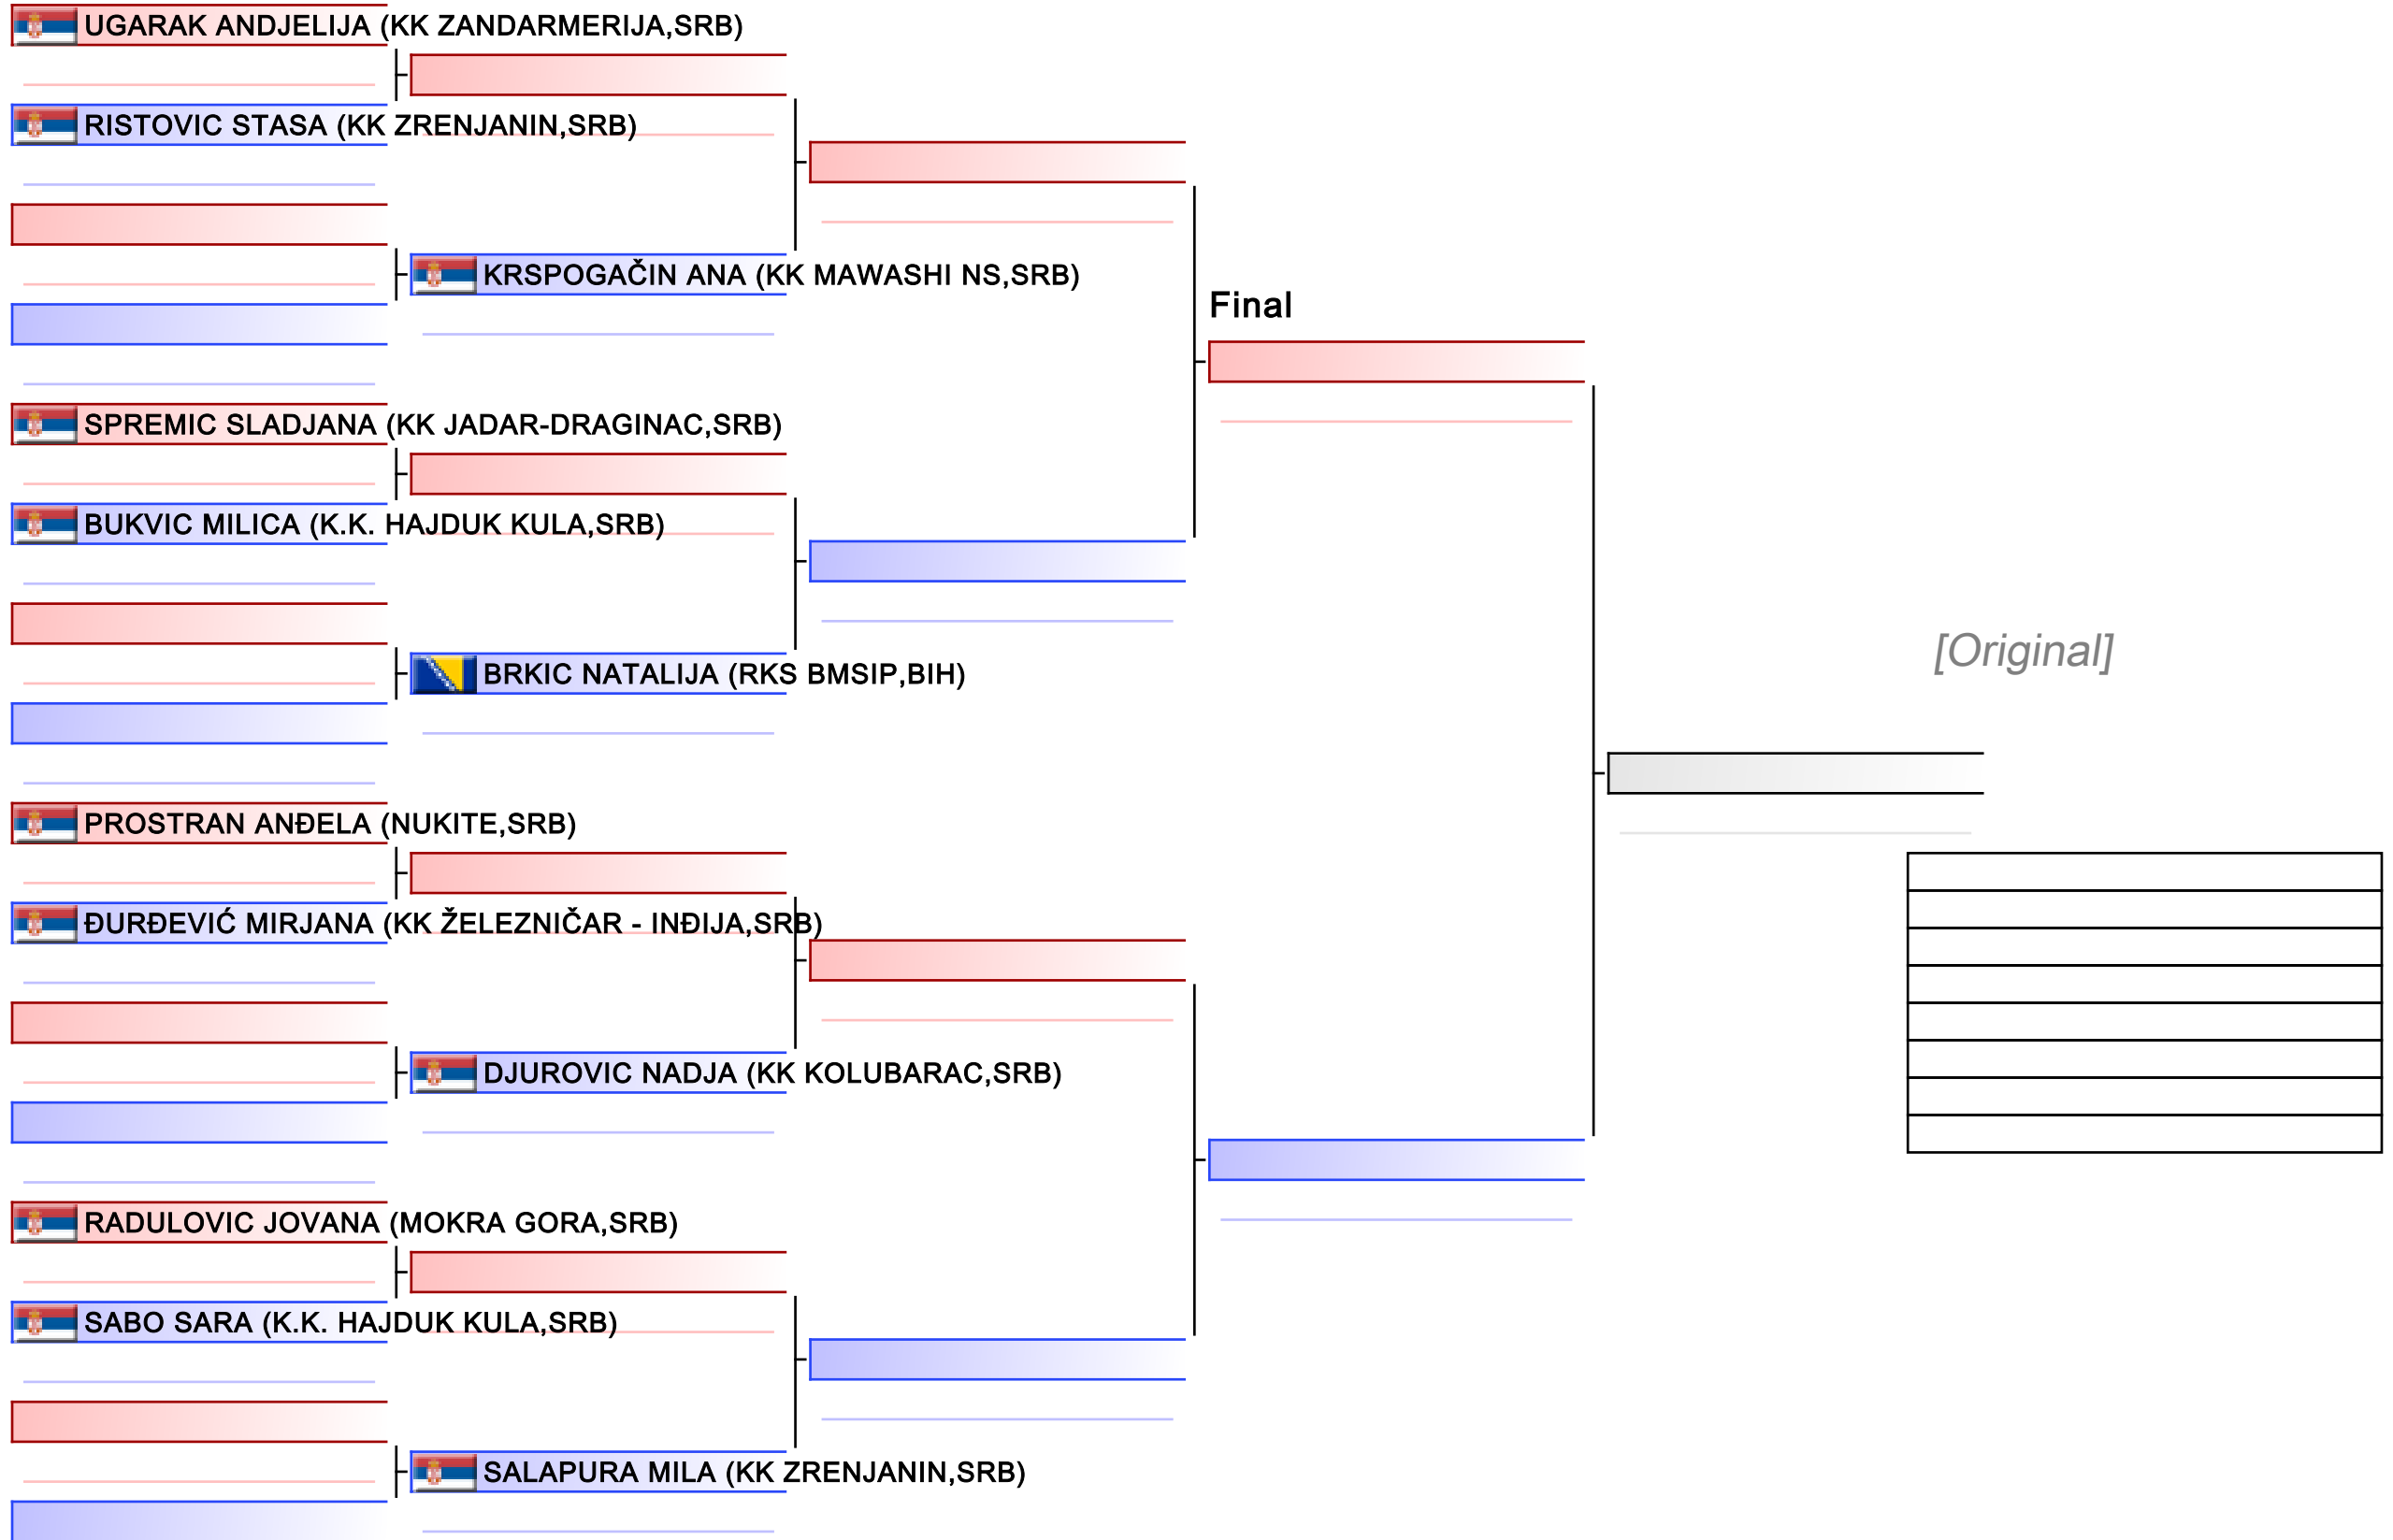 UGARAK ANDJELIJA (KK ZANDARMERIJA,SRB)
RISTOVIC STASA (KK ZRENJANIN,SRB)
KRSPOGAČIN ANA (KK MAWASHI NS,SRB)
Final
SPREMIC SLADJANA (KK JADAR-DRAGINAC,SRB)
BUKVIC MILICA (K.K. HAJDUK KULA,SRB)
[Original]
BRKIC NATALIJA (RKS BMSIP,BIH)
PROSTRAN ANĐELA (NUKITE,SRB)
ĐURĐEVIĆ MIRJANA (KK ŽELEZNIČAR - INĐIJA,SRB)
DJUROVIC NADJA (KK KOLUBARAC,SRB)
RADULOVIC JOVANA (MOKRA GORA,SRB)
SABO SARA (K.K. HAJDUK KULA,SRB)
SALAPURA MILA (KK ZRENJANIN,SRB)